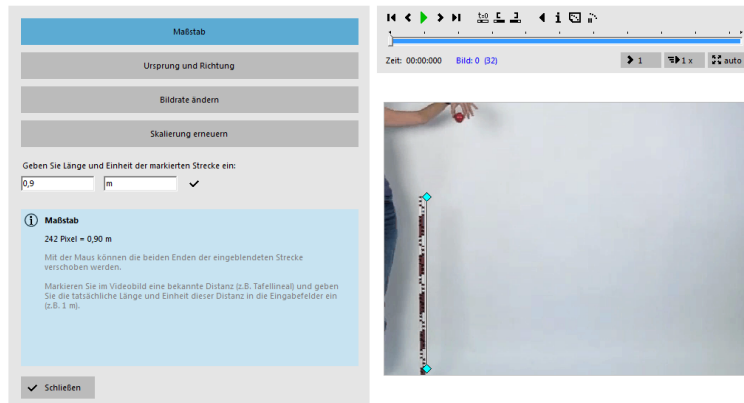 Maßstab
Ursprung und Richtung
Bildrate ändern
Skalierung erneuern
Geben Sie Länge und Einheit der markierten Strecke ein:
0,9 m
Maßstab
242 Pixel = 0,90 m
Mit der Maus können die beiden Enden der eingeblendeten Strecke
verschoben werden.
Markieren Sie im Videobild eine bekannte Distanz (z.B. Tafellineal) und geben
Sie die tatsächliche Länge und Einheit dieser Distanz in die Eingabefelder ein
(z.B. 1 m).
Schließen
t=0
Zeit: 00:00:000 Bild: 0 (32) 1 1 x auto